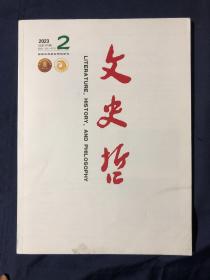 2023
2
文史哲
LITERATURE, HISTORY, AND PHILOSOPHY